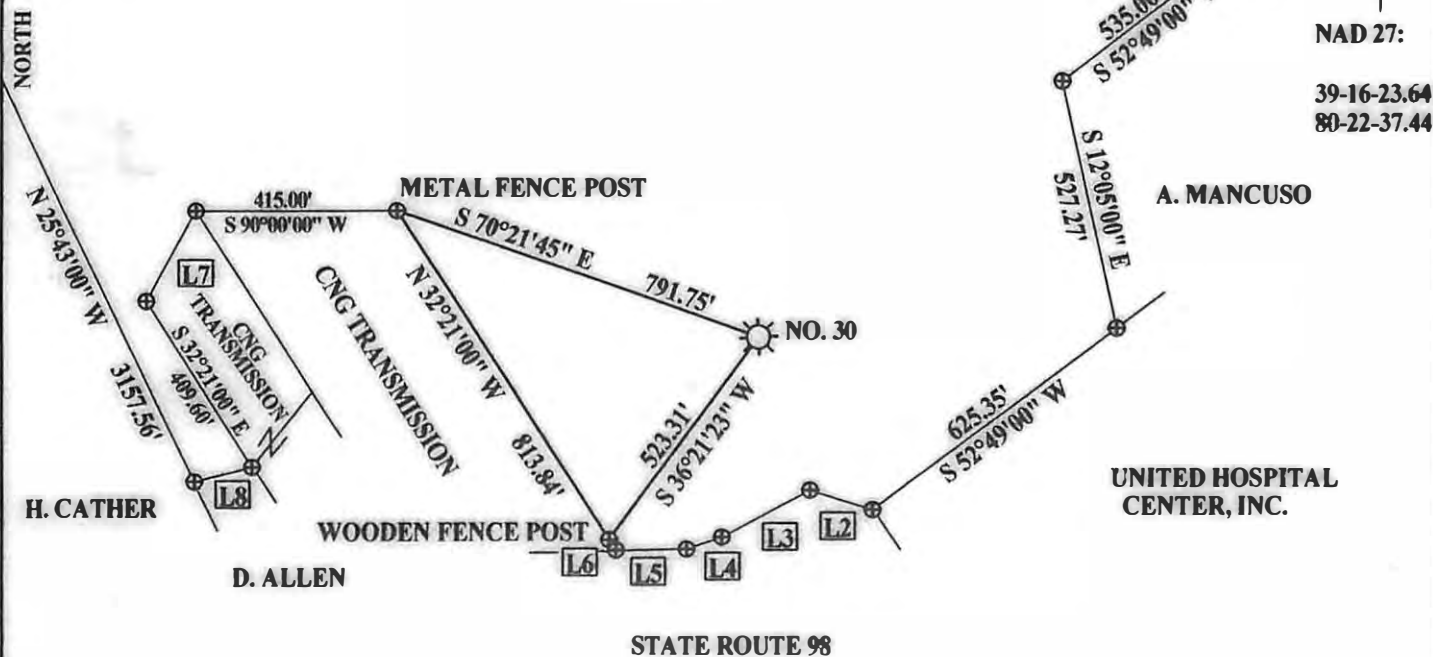 NORTH
535.00'
S 52°49'00"
NAD 27:
39-16-23.64
80-22-37.44
S 12°05'00" E
527.27'
A. MANCUSO
METAL FENCE POST
415.00'
S 90°00'00" W
S 70°21'45" E
791.75'
NO. 30
N 25°43'00" W
3157.56'
L7
CNG
TRANSMISSION
S 32°21'00" E
409.60'
CNG TRANSMISSION
N 32°21'00" W
813.84'
523.31'
S 36°21'23" W
625.35'
S 52°49'00" W
H. CATHER
L8
WOODEN FENCE POST
L6
L5
L4
L3
L2
UNITED HOSPITAL
CENTER, INC.
D. ALLEN
STATE ROUTE 98